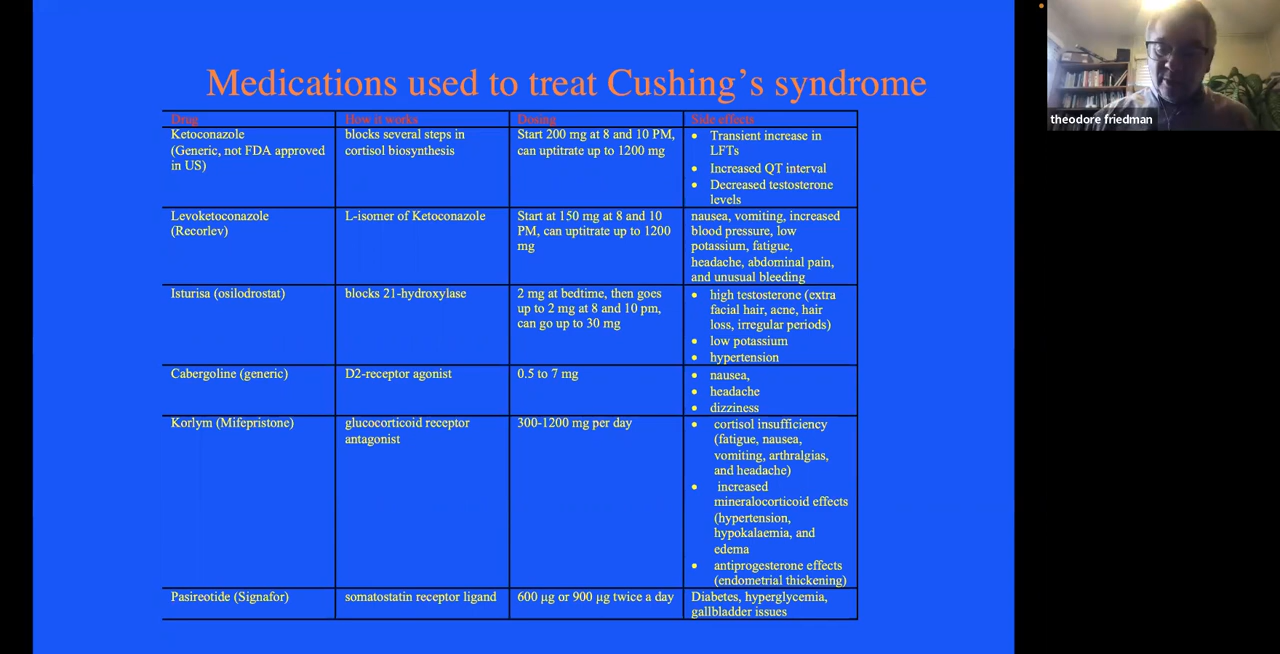 Medications used to treat Cushing's syndrome
theodore friedman
Drug
How it works
Dosing
Side effects
Ketoconazole
(Generic, not FDA approved
in US)
blocks several steps in
cortisol biosynthesis
Start 200 mg at 8 and 10 PM,
can uptitrate up to 1200 mg
• Transient increase in
LFTs
• Increased QT interval
• Decreased testosterone
levels
Levoketoconazole
(Recorlev)
L-isomer of Ketoconazole
Start at 150 mg at 8 and 10
PM, can uptitrate up to 1200
mg
nausea, vomiting, increased
blood pressure, low
potassium, fatigue,
headache, abdominal pain,
and unusual bleeding
Isturisa (osilodrostat)
blocks 21-hydroxylase
2 mg at bedtime, then goes
up to 2 mg at 8 and 10 pm,
can go up to 30 mg
• high testosterone (extra
facial hair, acne, hair
loss, irregular periods)
• low potassium
• hypertension
Cabergoline (generic)
D2-receptor agonist
0.5 to 7 mg
• nausea,
• headache
• dizziness
Korlym (Mifepristone)
glucocorticoid receptor
antagonist
300-1200 mg per day
• cortisol insufficiency
(fatigue, nausea,
vomiting, arthralgias,
and headache)
• increased
mineralocorticoid effects
(hypertension,
hypokalaemia, and
edema
• antiprogesterone effects
(endometrial thickening)
Pasireotide (Signafor)
somatostatin receptor ligand
600 μg or 900 μg twice a day
Diabetes, hyperglycemia,
gallbladder issues